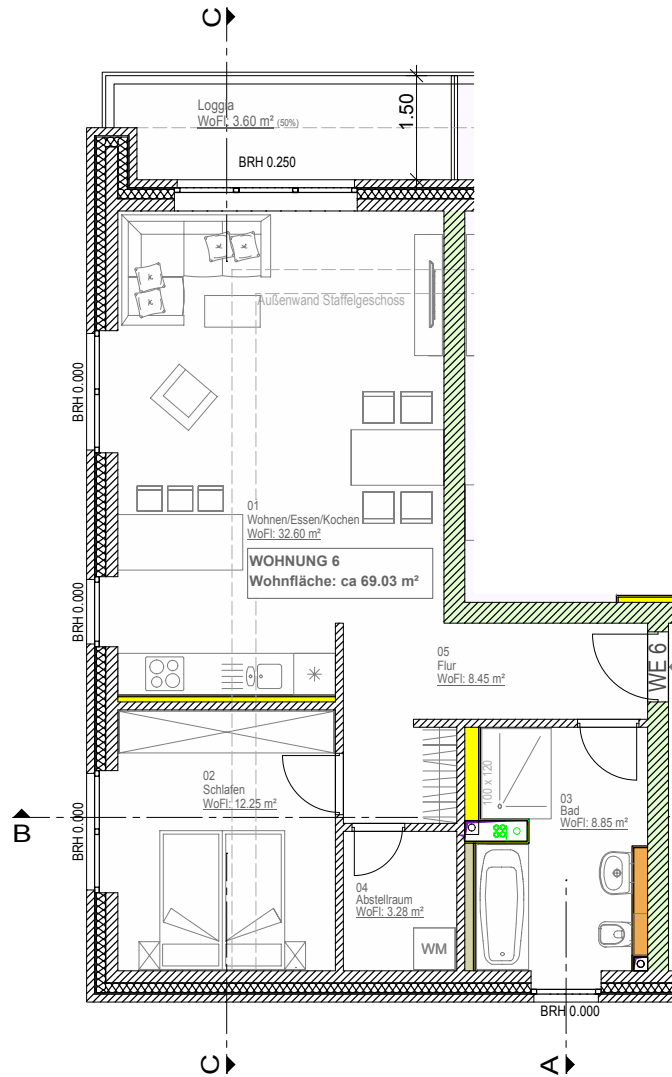 C
Loggia
WoFl: 3.60 m² (50%)
1.50
BRH 0.250
Außenwand Staffelgeschoss
BRH 0.000
01
Wohnen/Essen/Kochen
WoFl: 32.60 m²
WOHNUNG 6
Wohnfläche: ca 69.03 m²
BRH 0.000
05
Flur
WoFl: 8.45 m²
WE 6
02
Schlafen
WoFl: 12.25 m²
100 x 120
03
Bad
WoFl: 8.85 m²
B
BRH 0.000
04
Abstellraum
WoFl: 3.28 m²
WM
BRH 0.000
C
A